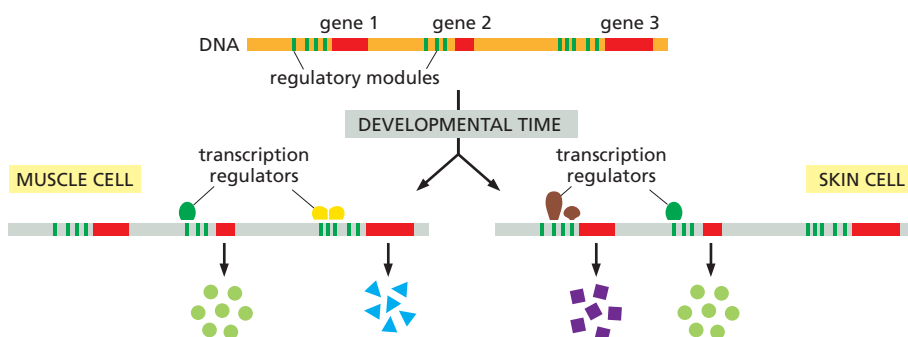 gene 1 gene 2 gene 3
DNA
regulatory modules
DEVELOPMENTAL TIME
transcription
regulators
MUSCLE CELL
transcription
regulators
SKIN CELL